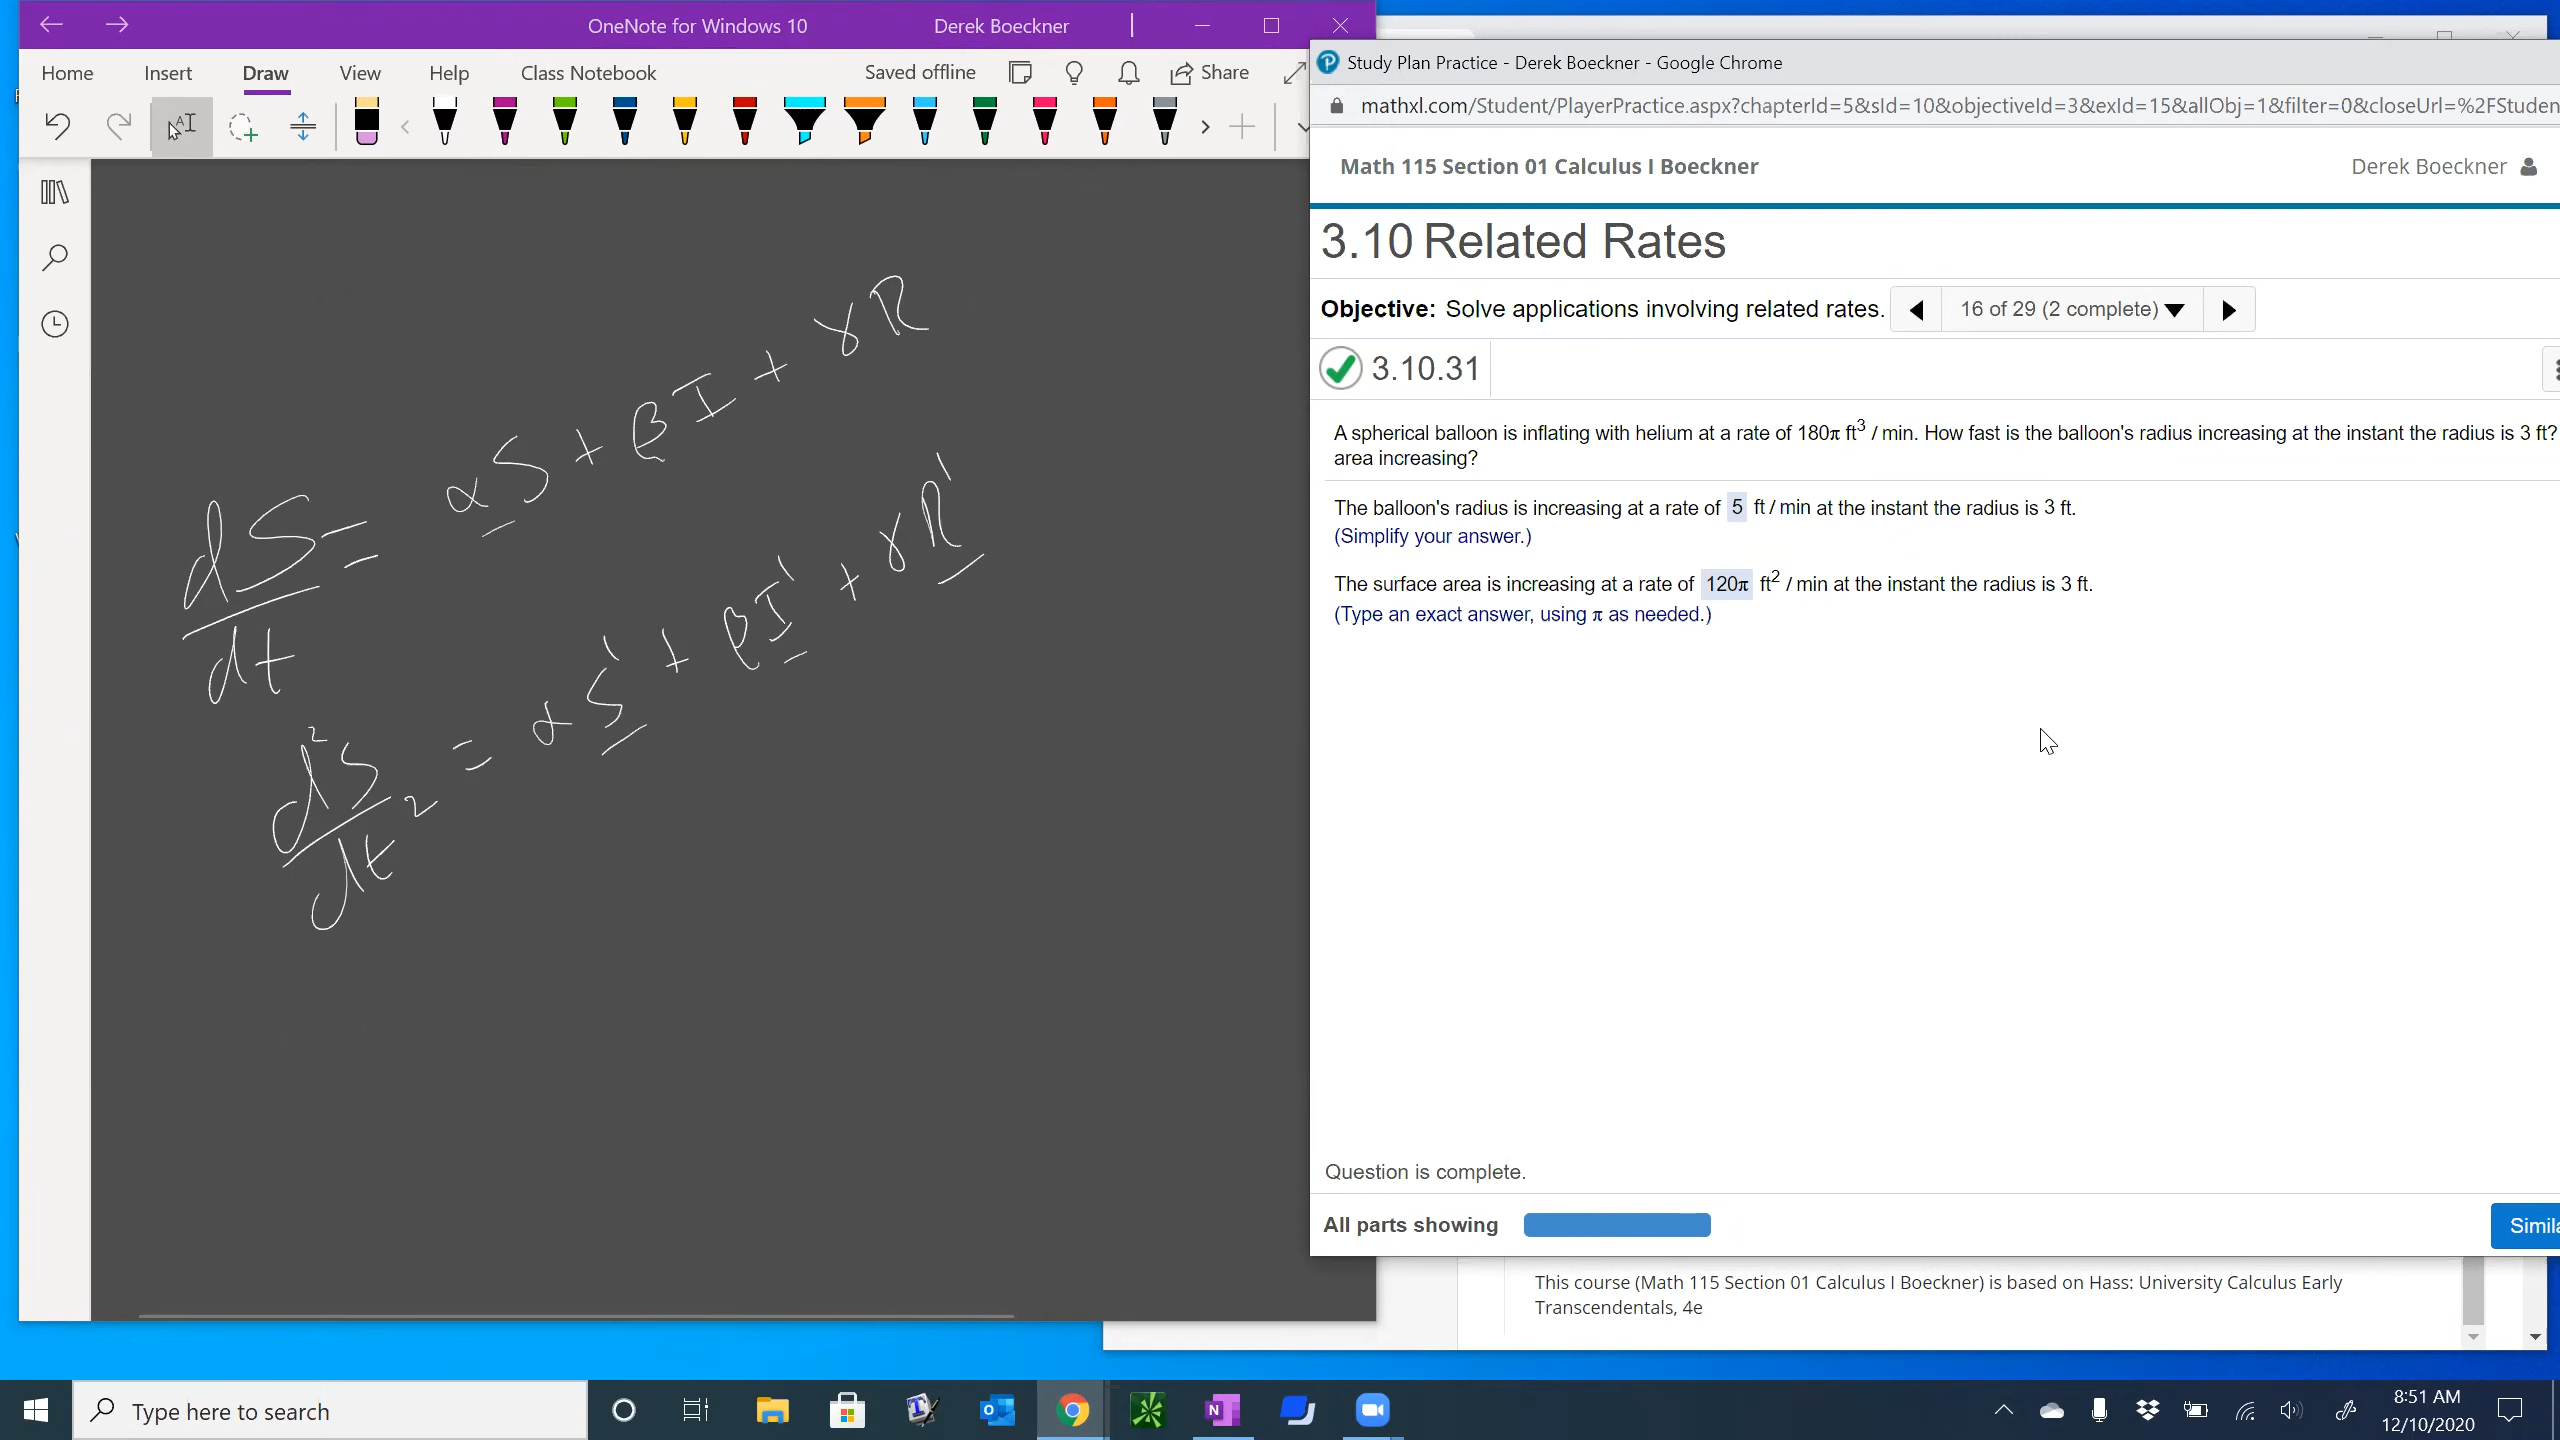 OneNote for Windows 10
Derek Boeckner
Home Insert Draw View Help Class Notebook Saved offline Share
dS/dt = αS + βI + γR
d²S/dt² = αS' + βI' + γR'
Study Plan Practice - Derek Boeckner - Google Chrome
mathxl.com/Student/PlayerPractice.aspx?chapterId=5&sId=10&objectiveId=3&exId=15&allObj=1&filter=0&closeUrl=%2FStuden
Math 115 Section 01 Calculus I Boeckner Derek Boeckner
3.10 Related Rates
Objective: Solve applications involving related rates. 16 of 29 (2 complete)
3.10.31
A spherical balloon is inflating with helium at a rate of 180π ft³ / min. How fast is the balloon's radius increasing at the instant the radius is 3 ft?
area increasing?
The balloon's radius is increasing at a rate of 5 ft / min at the instant the radius is 3 ft.
(Simplify your answer.)
The surface area is increasing at a rate of 120π ft² / min at the instant the radius is 3 ft.
(Type an exact answer, using π as needed.)
Question is complete.
All parts showing Simila
This course (Math 115 Section 01 Calculus I Boeckner) is based on Hass: University Calculus Early
Transcendentals, 4e
Type here to search
8:51 AM
12/10/2020